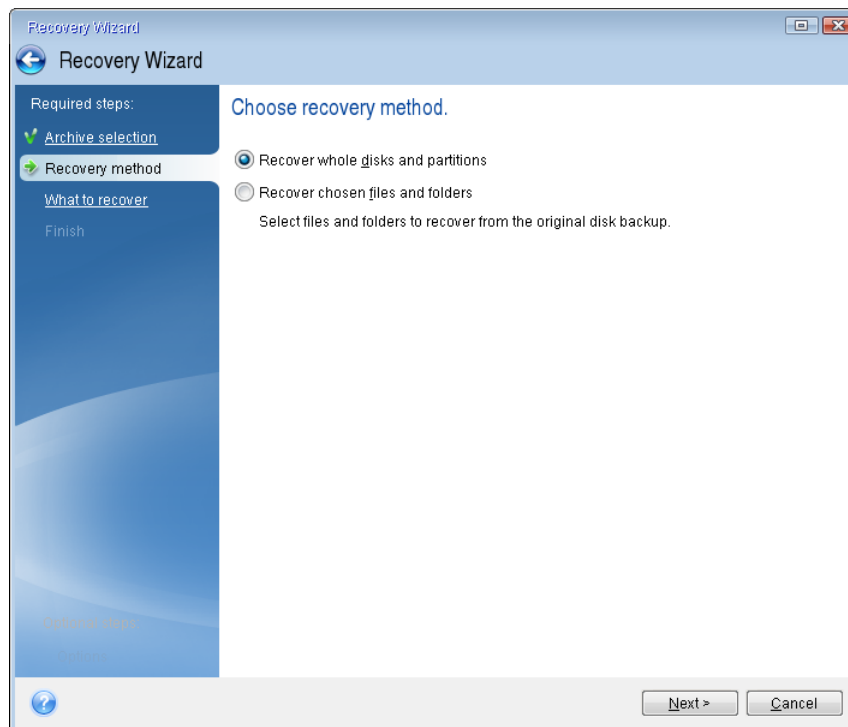 Recovery Wizard
Recovery Wizard
Required steps:
Archive selection
Recovery method
What to recover
Finish
Choose recovery method.
Recover whole disks and partitions
Recover chosen files and folders
Select files and folders to recover from the original disk backup.
Next >
Cancel